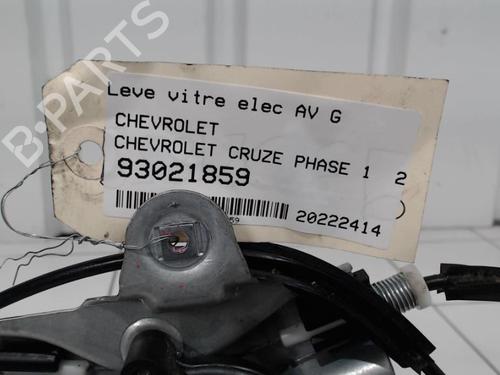 Leve vitre elec AV G
CHEVROLET
CHEVROLET CRUZE PHASE 1 2
93021859
20222414
B-PARTS